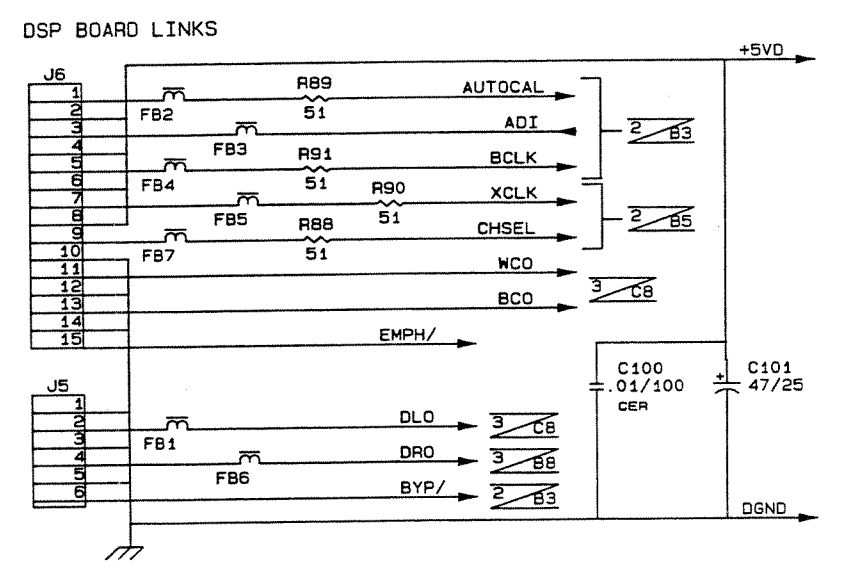 DSP BOARD LINKS
+5VD
J6
1
FB2
R89
51
AUTOCAL
2
3
FB3
ADI
2 B3
4
5
FB4
R91
51
BCLK
6
7
FB5
R90
51
XCLK
2 B5
8
9
FB7
R88
51
CHSEL
10
11
WCO
12
3 C8
13
BCO
14
15
EMPH/
C100
.01/100
CER
C101
+
47/25
J5
1
2
FB1
DLO
3 C8
3
4
FB6
DRO
3 B8
5
6
BYP/
2 B3
DGND